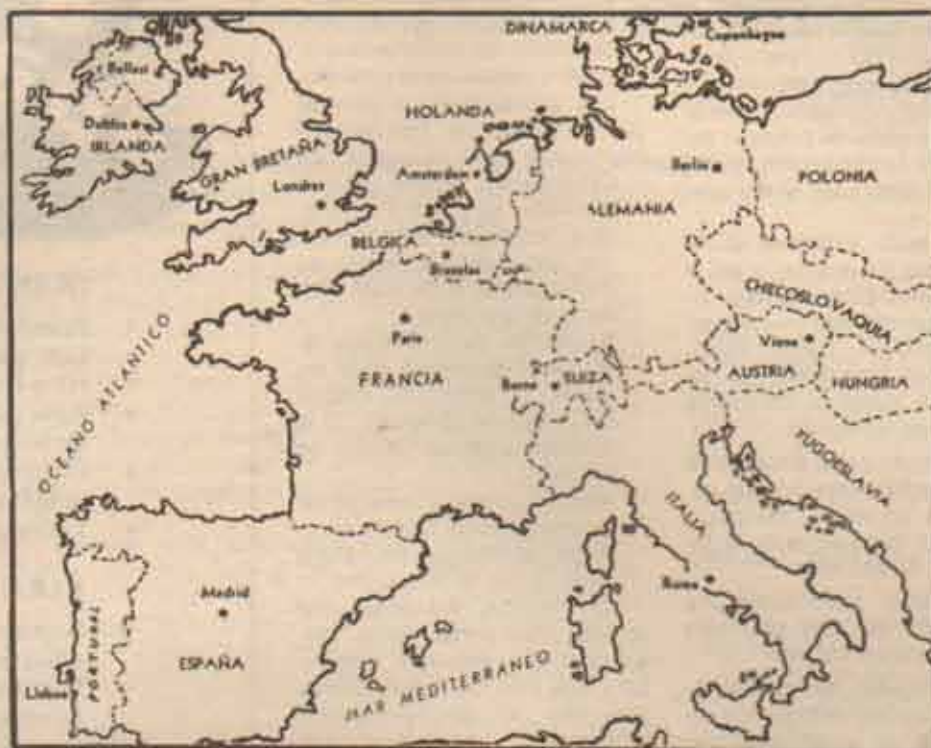 DINAMARCA
Copenhague
Belfast
Dublin
IRLANDA
HOLANDA
GRAN BRETAÑA
Londres
Amsterdam
Berlin
POLONIA
ALEMANIA
BELGICA
Bruselas
CHECOSLOVAQUIA
OCEANO ATLANTICO
Paris
Viena
FRANCIA
Berna
SUIZA
AUSTRIA
HUNGRIA
YUGOESLAVIA
ITALIA
Madrid
Roma
PORTUGAL
ESPAÑA
Lisboa
MAR MEDITERRANEO